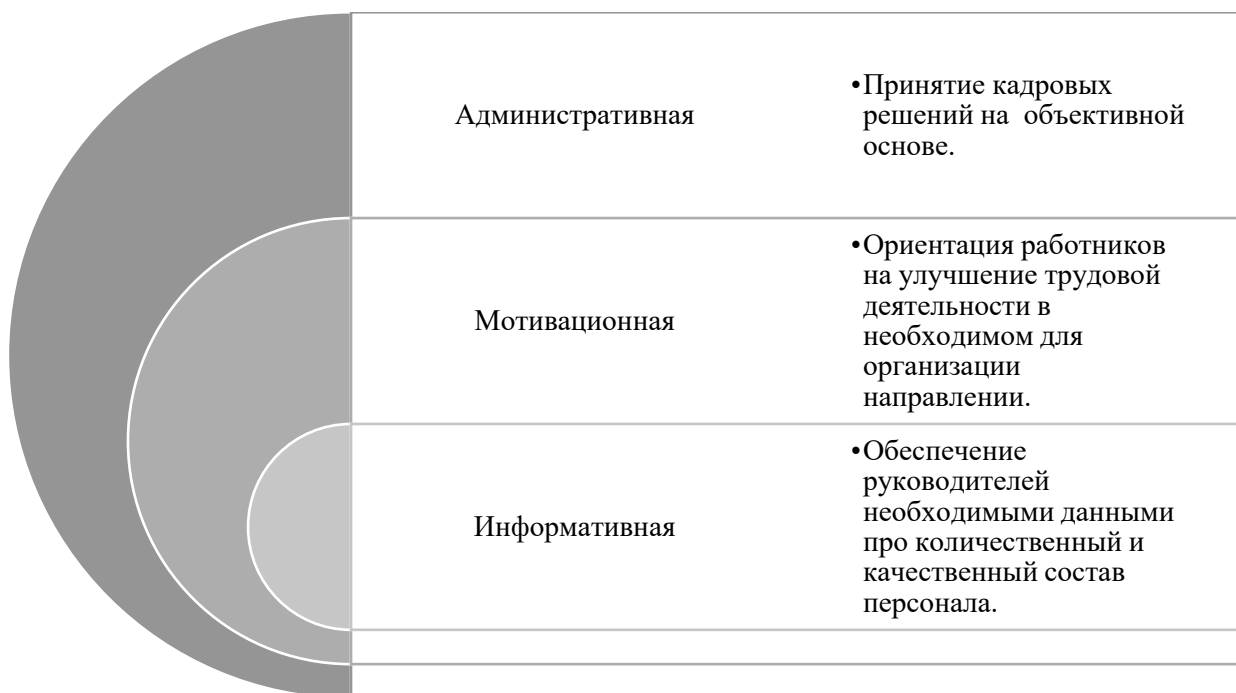 Административная
•Принятие кадровых
решений на  объективной
основе.
Мотивационная
•Ориентация работников
на улучшение трудовой
деятельности в
необходимом для
организации
направлении.
Информативная
•Обеспечение
руководителей
необходимыми данными
про количественный и
качественный состав
персонала.